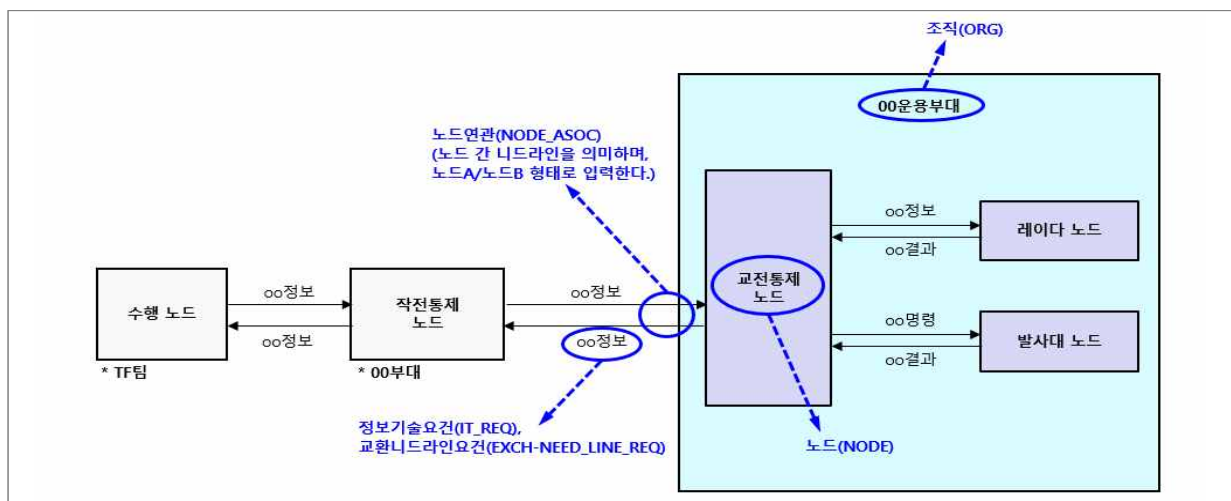 조직(ORG)
00운용부대
노드연관(NODE_ASOC)
(노드 간 니드라인을 의미하며,
노드A/노드B 형태로 입력한다.)
oo정보
oo결과
레이다 노드
수행 노드
* TF팀
oo정보
oo정보
작전통제
노드
* 00부대
oo정보
oo정보
교전통제
노드
oo명령
oo결과
발사대 노드
정보기술요건(IT_REQ),
교환니드라인요건(EXCH-NEED_LINE_REQ)
노드(NODE)